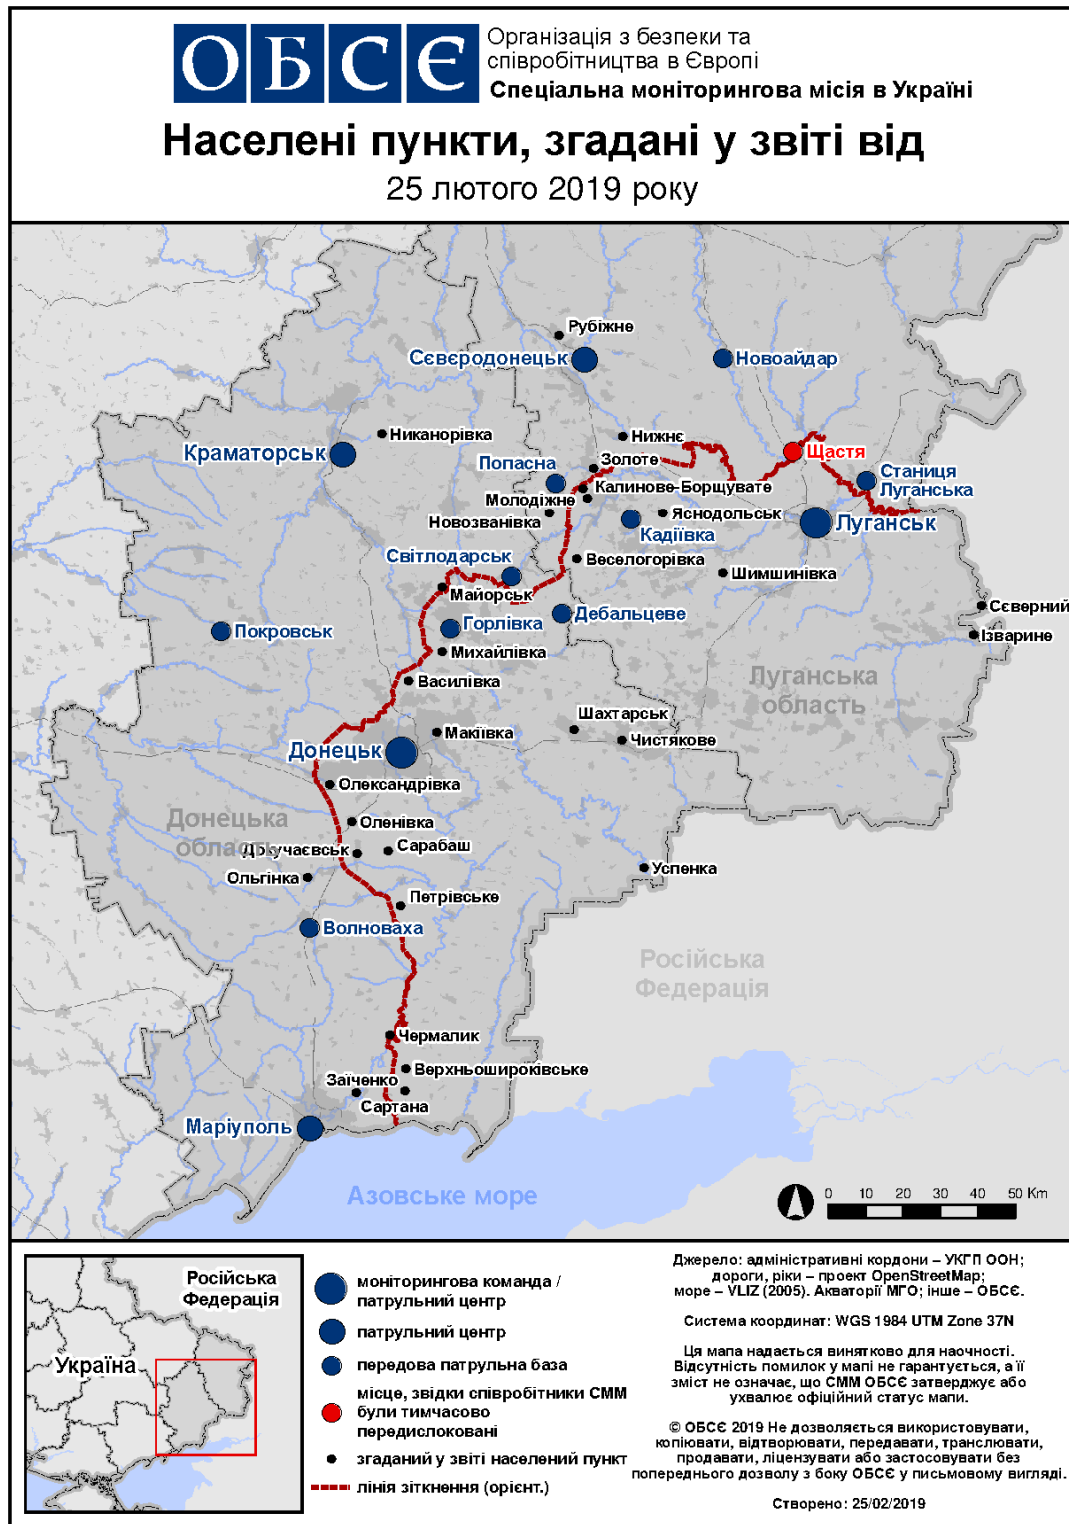 ОБСЄ
Організація з безпеки та
співробітництва в Європі
Спеціальна моніторингова місія в Україні
Населені пункти, згадані у звіті від
25 лютого 2019 року
Рубіжне
Сєвєродонецьк
Новоайдар
Никанорівка
Нижнє
Краматорськ
Щастя
Золоте
Попасна
Станиця
Луганська
Калинове-Борщувате
Молодіжне
Новозванівка
Яснодольськ
Кадіївка
Луганськ
Світлодарськ
Веселогорівка
Шимшинівка
Майорськ
Сєверний
Дебальцеве
Горлівка
Покровськ
Ізварине
Михайлівка
Василівка
Луганська
область
Шахтарськ
Макіївка
Чистякове
Донецьк
Олександрівка
Донецька
область
Оленівка
Докучаєвськ
Сарабаш
Ольгінка
Успенка
Петрівське
Волноваха
Російська
Федерація
Чермалик
Верхньошироківське
Заїченко
Сартана
Маріуполь
Азовське море
0 10 20 30 40 50 Km
Російська
Федерація
Україна
моніторингова команда /
патрульний центр
патрульний центр
передова патрульна база
місце, звідки співробітники СММ
були тимчасово
передислоковані
згаданий у звіті населений пункт
лінія зіткнення (орієнт.)
Джерело: адміністративні кордони – УКГП ООН;
дороги, ріки – проект OpenStreetMap;
море – VLIZ (2005). Акваторії МГО; інше – ОБСЄ.
Система координат: WGS 1984 UTM Zone 37N
Ця мапа надається винятково для наочності.
Відсутність помилок у мапі не гарантується, а її
зміст не означає, що СММ ОБСЄ затверджує або
ухвалює офіційний статус мапи.
© ОБСЄ 2019 Не дозволяється використовувати,
копіювати, відтворювати, передавати, транслювати,
продавати, ліцензувати або застосовувати без
попереднього дозволу з боку ОБСЄ у письмовому вигляді.
Створено: 25/02/2019